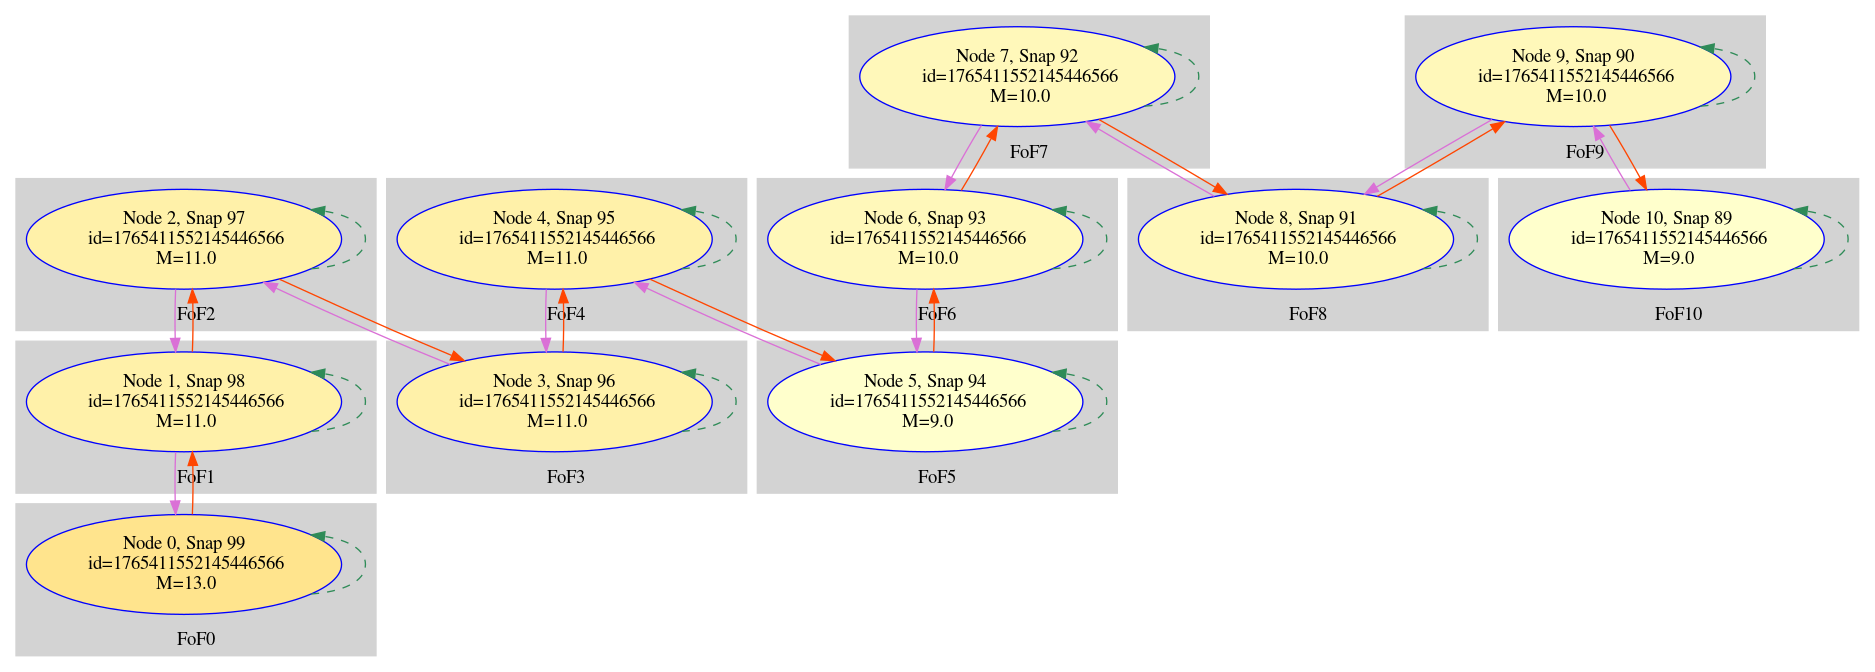 Node 7, Snap 92
id=1765411552145446566
M=10.0
FoF7
Node 9, Snap 90
id=1765411552145446566
M=10.0
FoF9
Node 2, Snap 97
id=1765411552145446566
M=11.0
FoF2
Node 4, Snap 95
id=1765411552145446566
M=11.0
FoF4
Node 6, Snap 93
id=1765411552145446566
M=10.0
FoF6
Node 8, Snap 91
id=1765411552145446566
M=10.0
FoF8
Node 10, Snap 89
id=1765411552145446566
M=9.0
FoF10
Node 1, Snap 98
id=1765411552145446566
M=11.0
FoF1
Node 3, Snap 96
id=1765411552145446566
M=11.0
FoF3
Node 5, Snap 94
id=1765411552145446566
M=9.0
FoF5
Node 0, Snap 99
id=1765411552145446566
M=13.0
FoF0